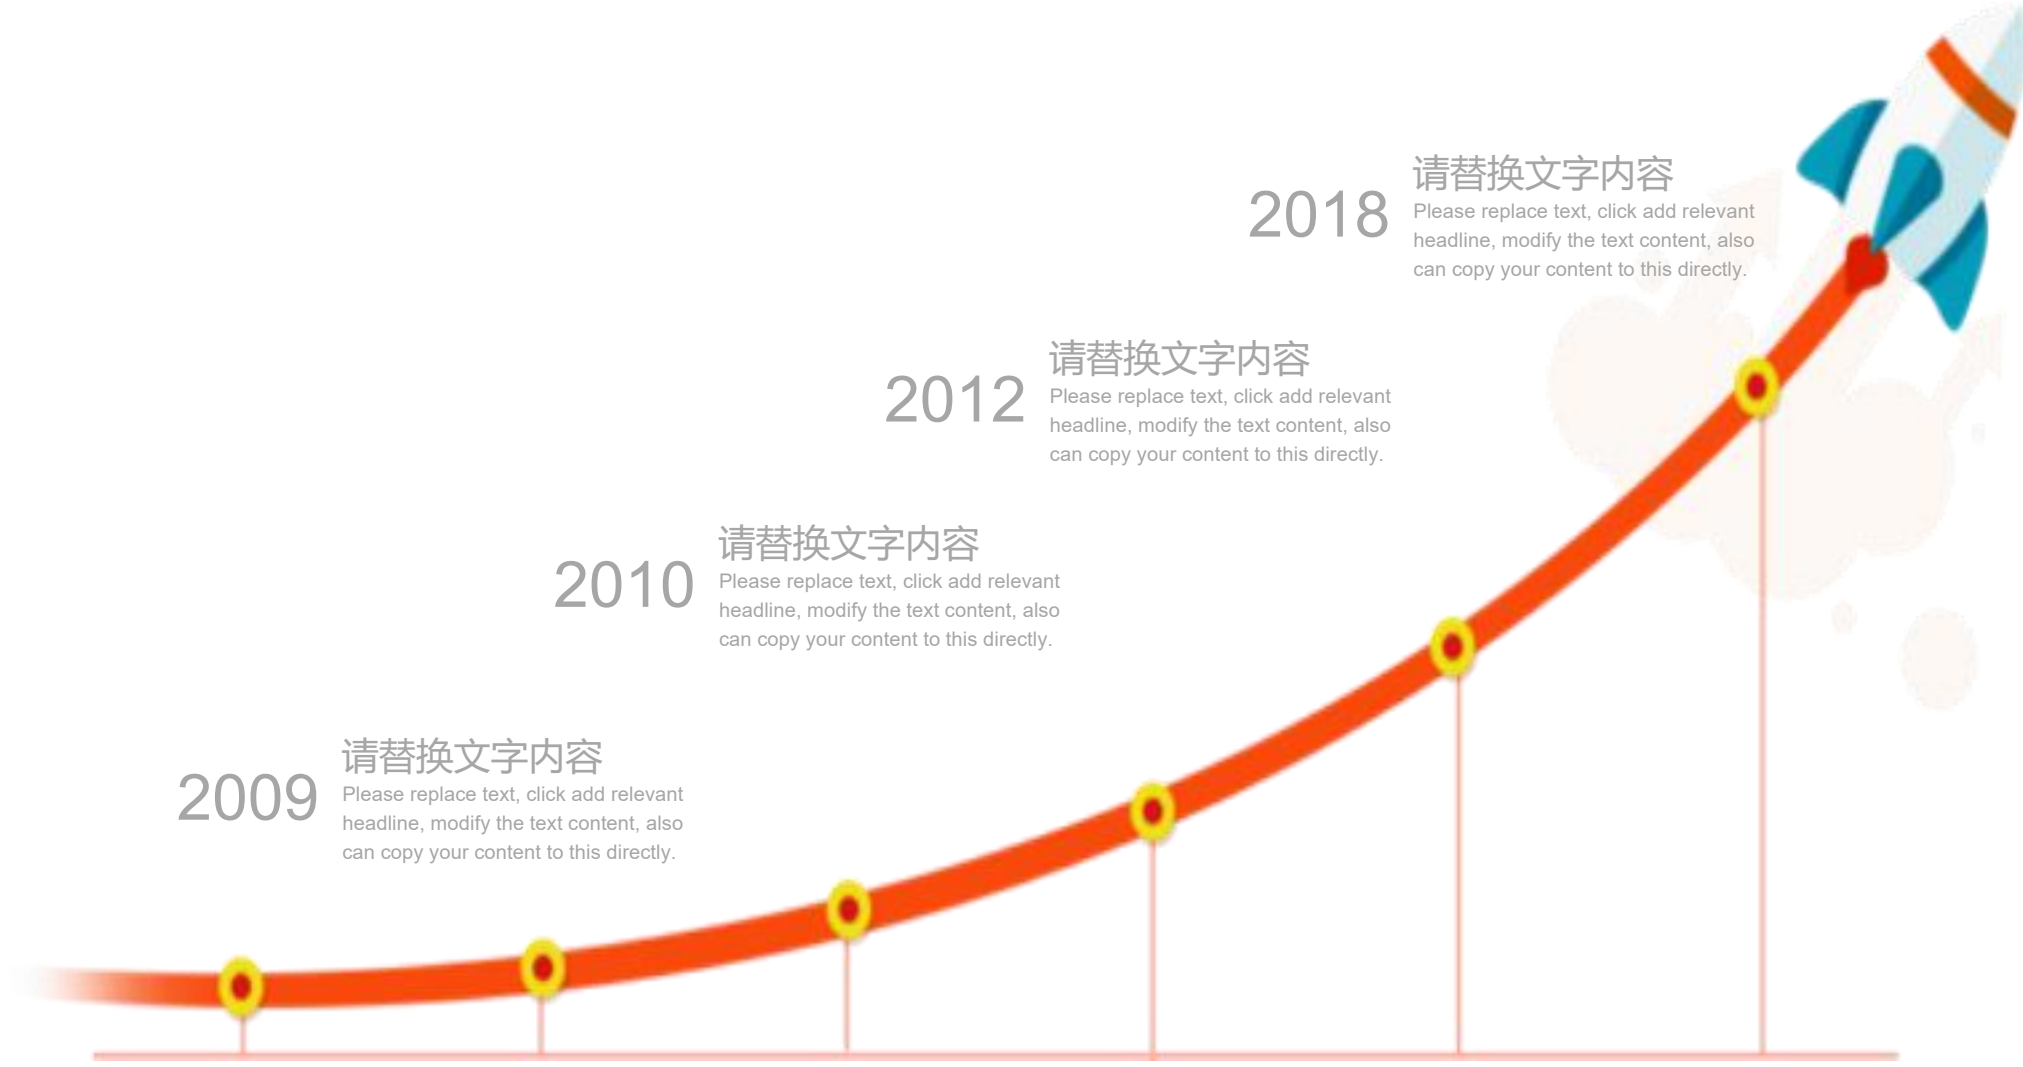 2018
请替换文字内容
Please replace text, click add relevant
headline, modify the text content, also
can copy your content to this directly.
2012
请替换文字内容
Please replace text, click add relevant
headline, modify the text content, also
can copy your content to this directly.
2010
请替换文字内容
Please replace text, click add relevant
headline, modify the text content, also
can copy your content to this directly.
2009
请替换文字内容
Please replace text, click add relevant
headline, modify the text content, also
can copy your content to this directly.